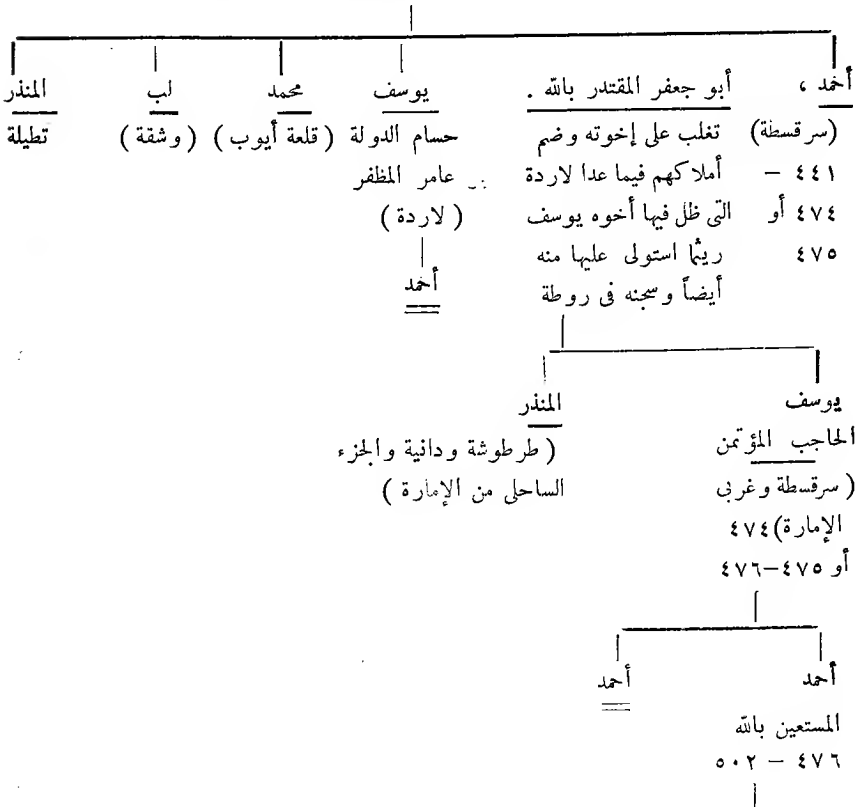 أحمد ، أبو جعفر المقتدر بالله . يوسف محمد لب المنذر
(سرقسطة) تغلب على إخوته وضم حسام الدولة (قلعة أيوب) (وشقة) تطيلة
٤٤١ — أملاكهم فيما عدا لاردة عامر المظفر
٤٧٤ أو التى ظل فيها أخوه يوسف (لاردة)
٤٧٥ ريثما استولى عليها منه
أيضاً وسجنه فى روطة أحمد
يوسف المنذر
الحاجب المؤتمن (طرطوشة ودانية والجزء
(سرقسطة وغربى الساحلى من الإمارة)
الإمارة) ٤٧٤
أو ٤٧٥—٤٧٦
أحمد أحمد
المستعين بالله
٤٧٦ — ٥٠٢